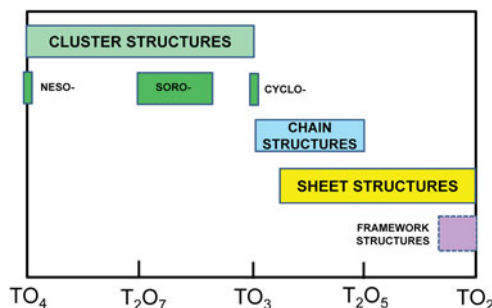 CLUSTER STRUCTURES
NESO-
SORO-
CYCLO-
CHAIN
STRUCTURES
SHEET STRUCTURES
FRAMEWORK
STRUCTURES
TO₄ T₂O₇ TO₃ T₂O₅ TO₂